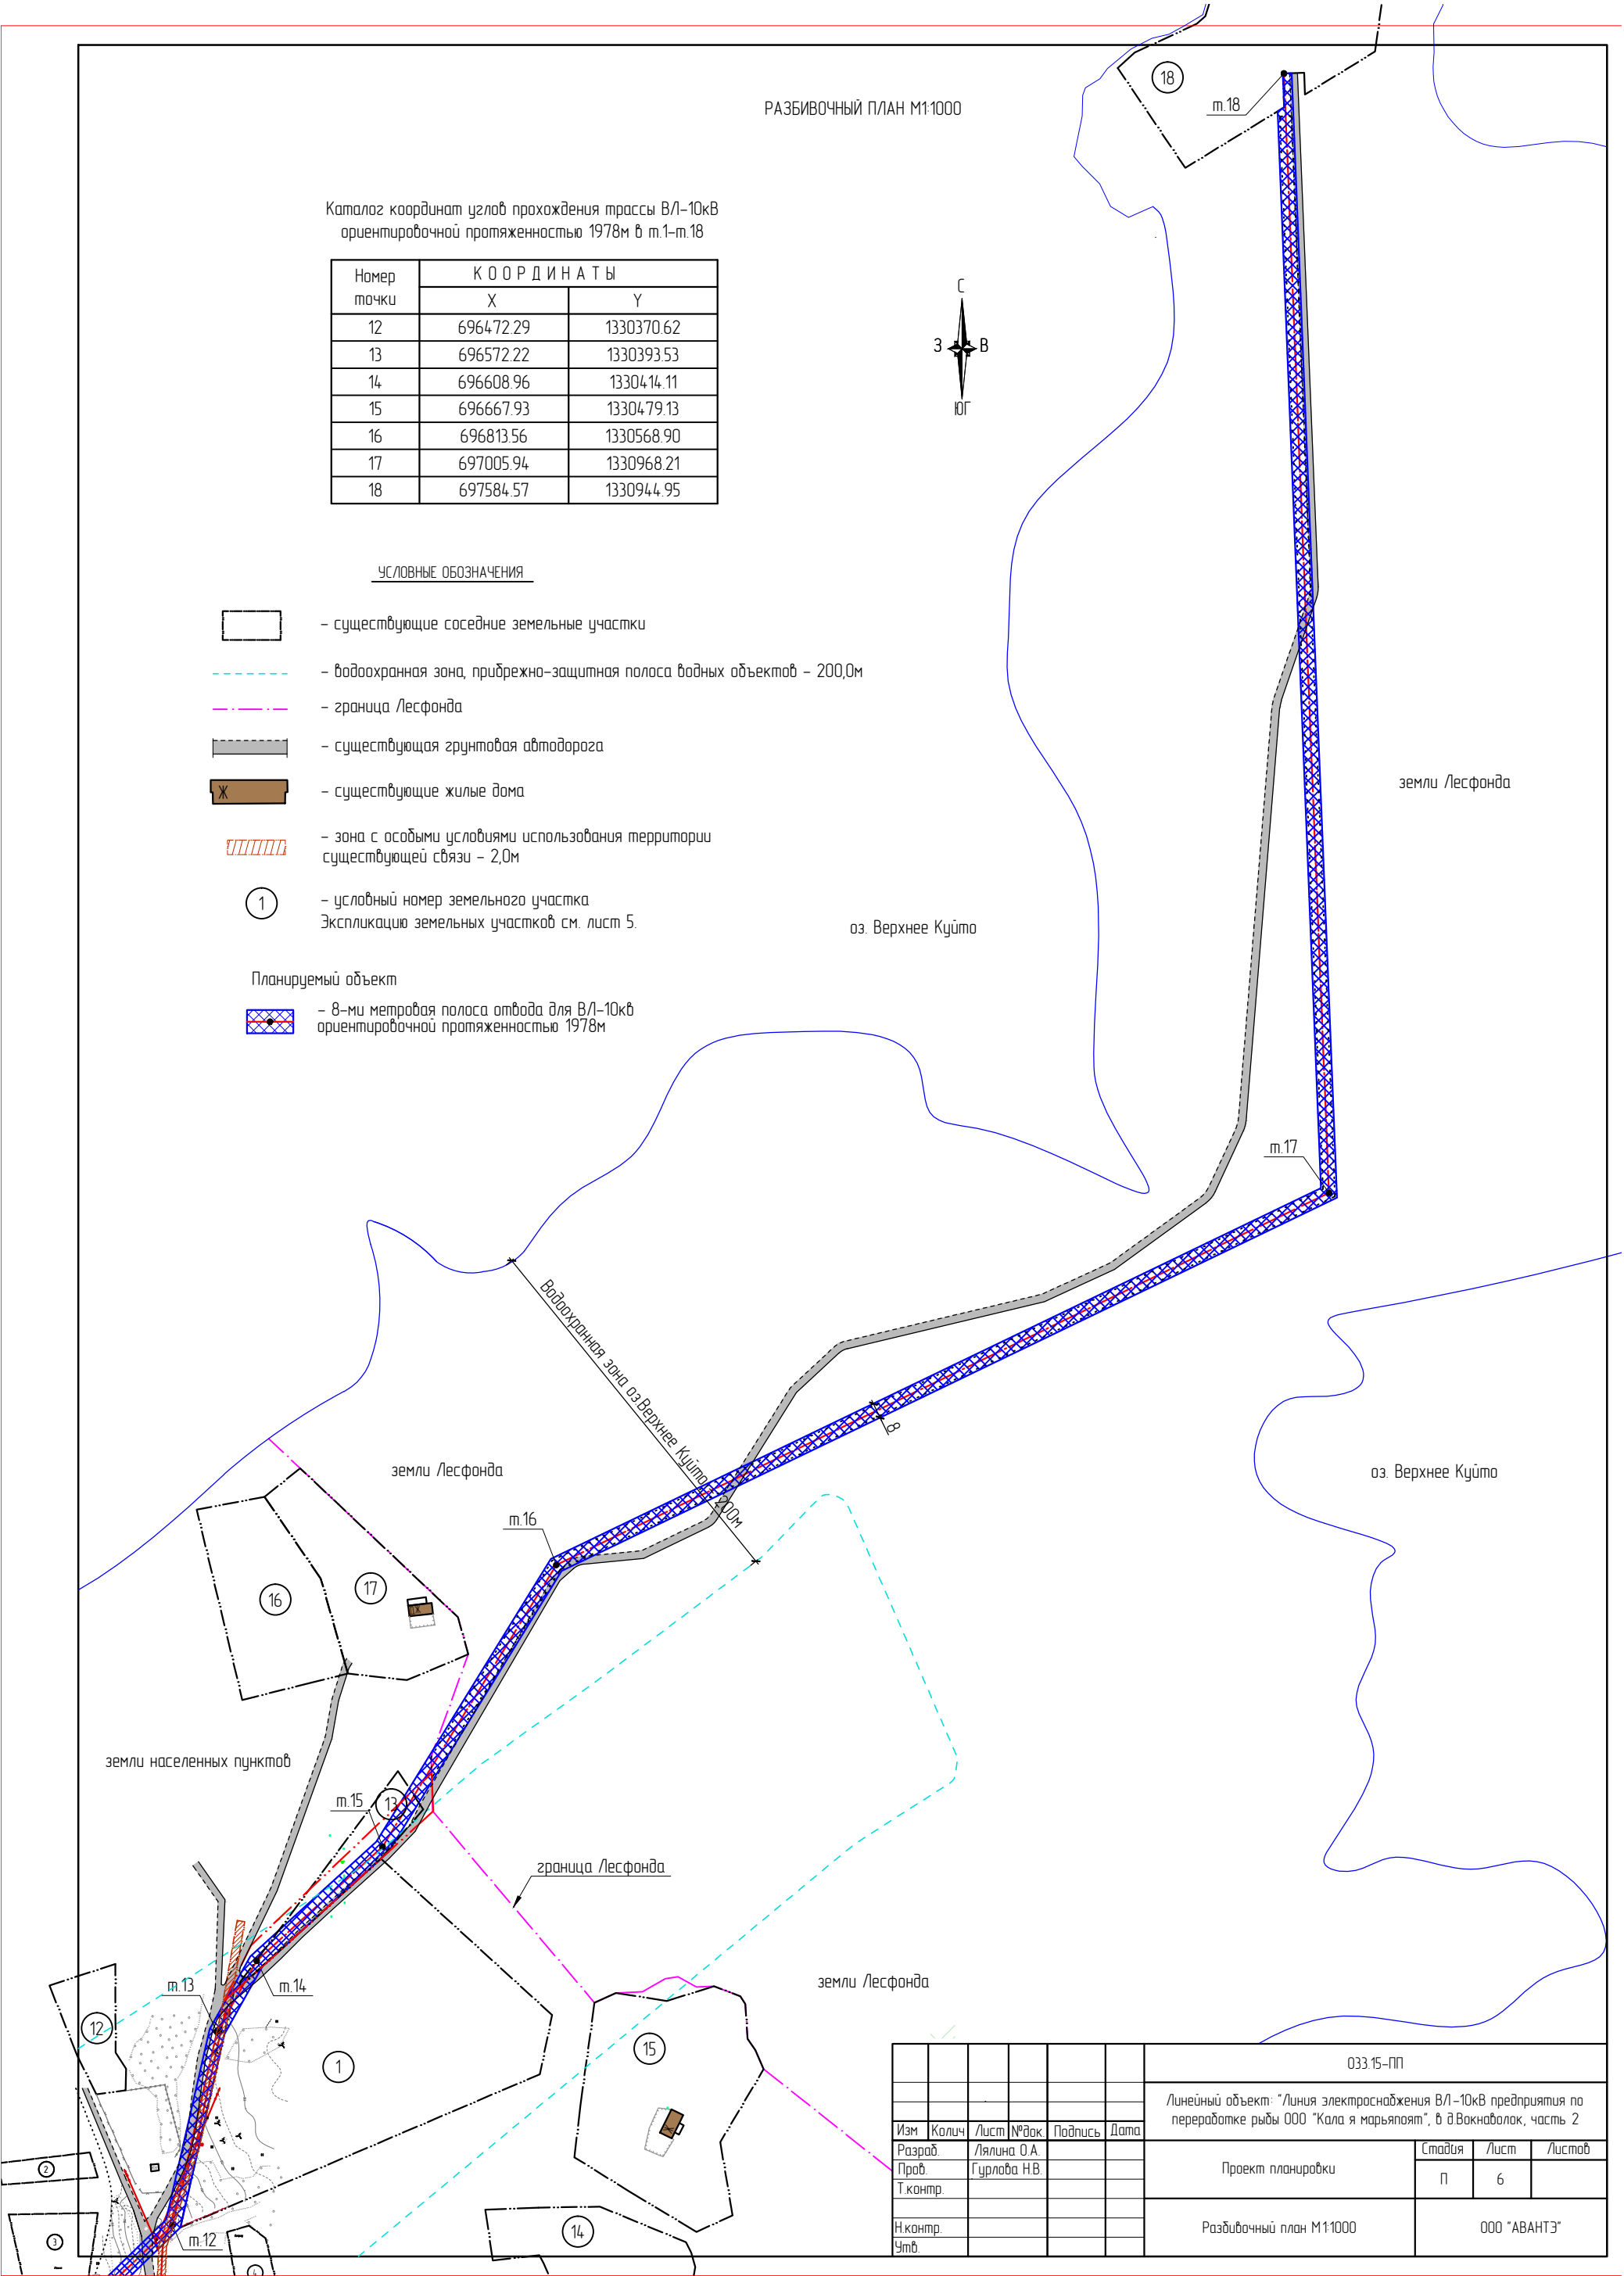 РАЗБИВОЧНЫЙ ПЛАН М1:1000
18
т.18
Каталог координат углов прохождения трассы ВЛ-10кВ
ориентировочной протяженностью 1978м в т.1-т.18
Номер точки КООРДИНАТЫ
X Y
12 696472.29 1330370.62
13 696572.22 1330393.53
14 696608.96 1330414.11
15 696667.93 1330479.13
16 696813.56 1330568.90
17 697005.94 1330968.21
18 697584.57 1330944.95
С
З В
ЮГ
УСЛОВНЫЕ ОБОЗНАЧЕНИЯ
- существующие соседние земельные участки
- водоохранная зона, прибрежно-защитная полоса водных объектов - 200,0м
- граница Лесфонда
- существующая грунтовая автодорога
Ж
- существующие жилые дома
- зона с особыми условиями использования территории
существующей связи - 2,0м
1
- условный номер земельного участка
Экспликацию земельных участков см. лист 5.
Планируемый объект
- 8-ми метровая полоса отвода для ВЛ-10кв
ориентировочной протяженностью 1978м
земли Лесфонда
оз. Верхнее Куйто
т.17
Водоохранная зона оз.Верхнее Куйто - 200м
8
земли Лесфонда
оз. Верхнее Куйто
т.16
16
17
Ж
земли населенных пунктов
т.15
13
граница Лесфонда
земли Лесфонда
т.13
т.14
12
1
15
Ж
2
3
т.12
4
14
033.15-ПП
Линейный объект: "Линия электроснабжения ВЛ-10кВ предприятия по
переработке рыбы ООО "Кала я марьяпоят", в д.Вокнаволок, часть 2
Изм Колич Лист №док. Подпись Дата
Разраб. Лялина О.А.
Пров. Гурлова Н.В.
Т.контр.
Н.контр.
Утв.
Проект планировки
Стадия Лист Листов
П 6
Разбивочный план М1:1000
ООО "АВАНТЭ"